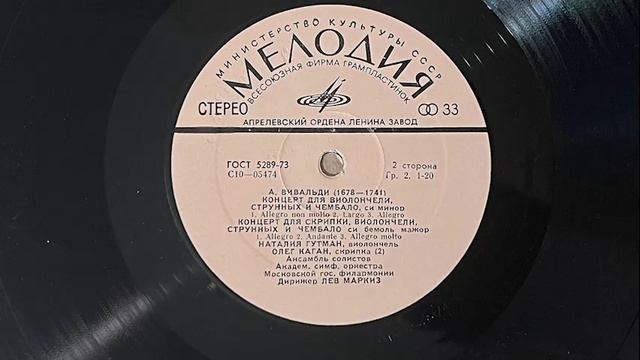 МИНИСТЕРСТВО КУЛЬТУРЫ СССР
МЕЛОДИЯ
ВСЕСОЮЗНАЯ ФИРМА ГРАМПЛАСТИНОК
СТЕРЕО
33
АПРЕЛЕВСКИЙ ОРДЕНА ЛЕНИНА ЗАВОД
ГОСТ 5289-73
2 сторона
С10—05474
Гр. 2, 1-20
А. ВИВАЛЬДИ (1678—1741)
КОНЦЕРТ ДЛЯ ВИОЛОНЧЕЛИ,
СТРУННЫХ И ЧЕМБАЛО, си минор
1. Allegro non molto 2. Largo 3. Allegro
КОНЦЕРТ ДЛЯ СКРИПКИ, ВИОЛОНЧЕЛИ,
СТРУННЫХ И ЧЕМБАЛО си бемоль мажор
1. Allegro 2. Andante 3. Allegro molto
НАТАЛИЯ ГУТМАН, виолончель
ОЛЕГ КАГАН, скрипка (2)
Ансамбль солистов
Академ. симф. оркестра
Московской гос. филармонии
Дирижер ЛЕВ МАРКИЗ